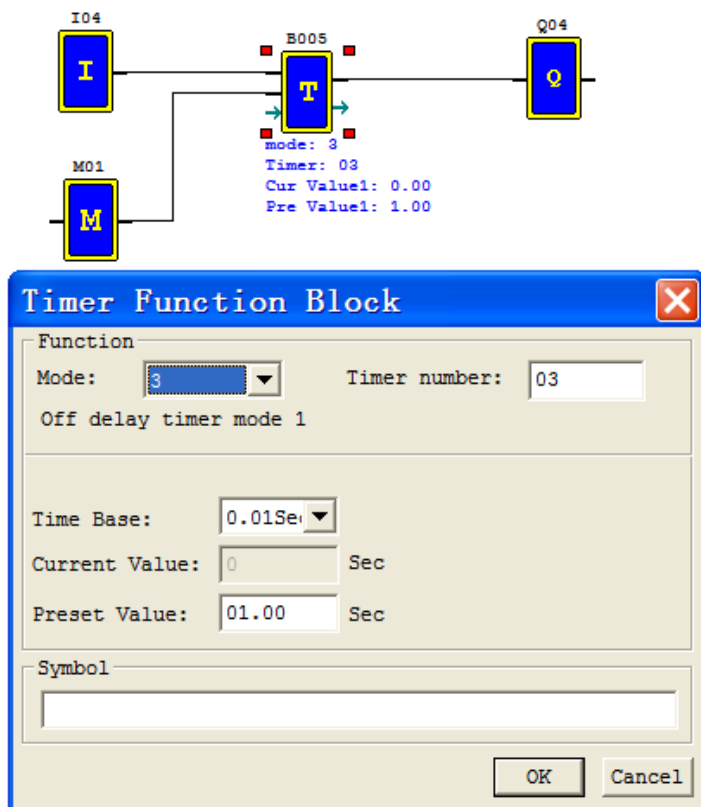 I04
B005
Q04
I
T
Q
mode: 3
Timer: 03
Cur Value1: 0.00
Pre Value1: 1.00
M01
M
Timer Function Block
Function
Mode: 3 Timer number: 03
Off delay timer mode 1
Time Base: 0.01Se
Current Value: 0 Sec
Preset Value: 01.00 Sec
Symbol
OK Cancel